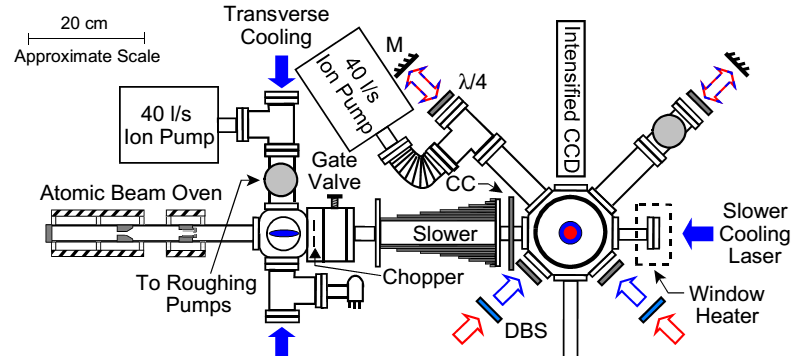 20 cm
Approximate Scale
Transverse
Cooling
M
λ/4
40 l/s
Ion Pump
40 l/s
Ion Pump
Intensified CCD
Gate
Valve
CC
Atomic Beam Oven
Slower
Slower
Cooling
Laser
To Roughing
Pumps
Chopper
DBS
Window
Heater